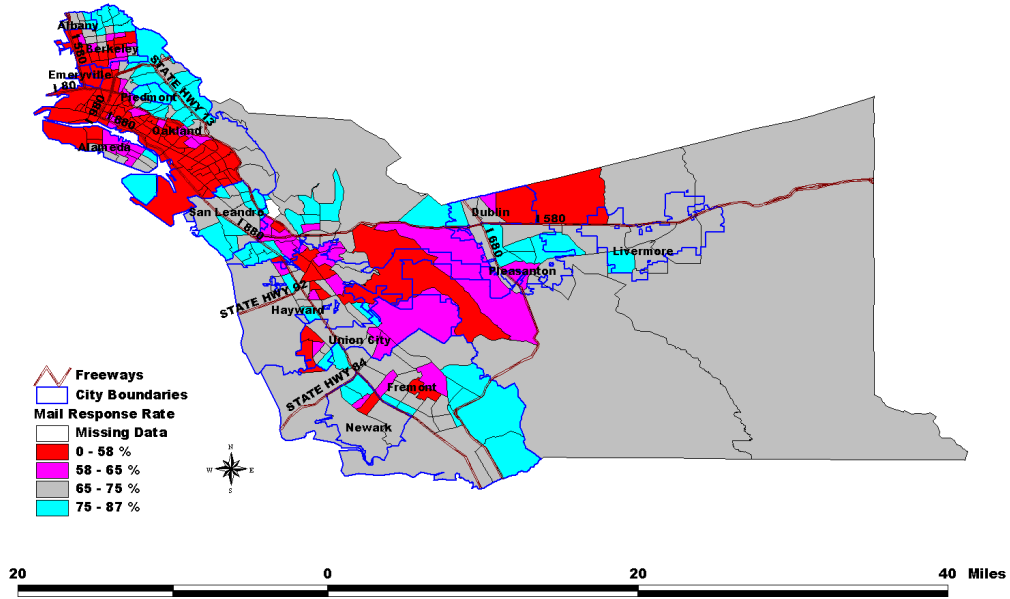 Albany
I 580
Berkeley
Emeryville
I 80
STATE HWY 13
Piedmont
I 880
I 880
Oakland
Alameda
San Leandro
I 880
Dublin
I 580
I 680
Livermore
Pleasanton
STATE HWY 92
Hayward
Union City
STATE HWY 84
Fremont
Newark
Freeways
City Boundaries
Mail Response Rate
Missing Data
0 - 58 %
58 - 65 %
65 - 75 %
75 - 87 %
N
W E
S
20 0 20 40 Miles